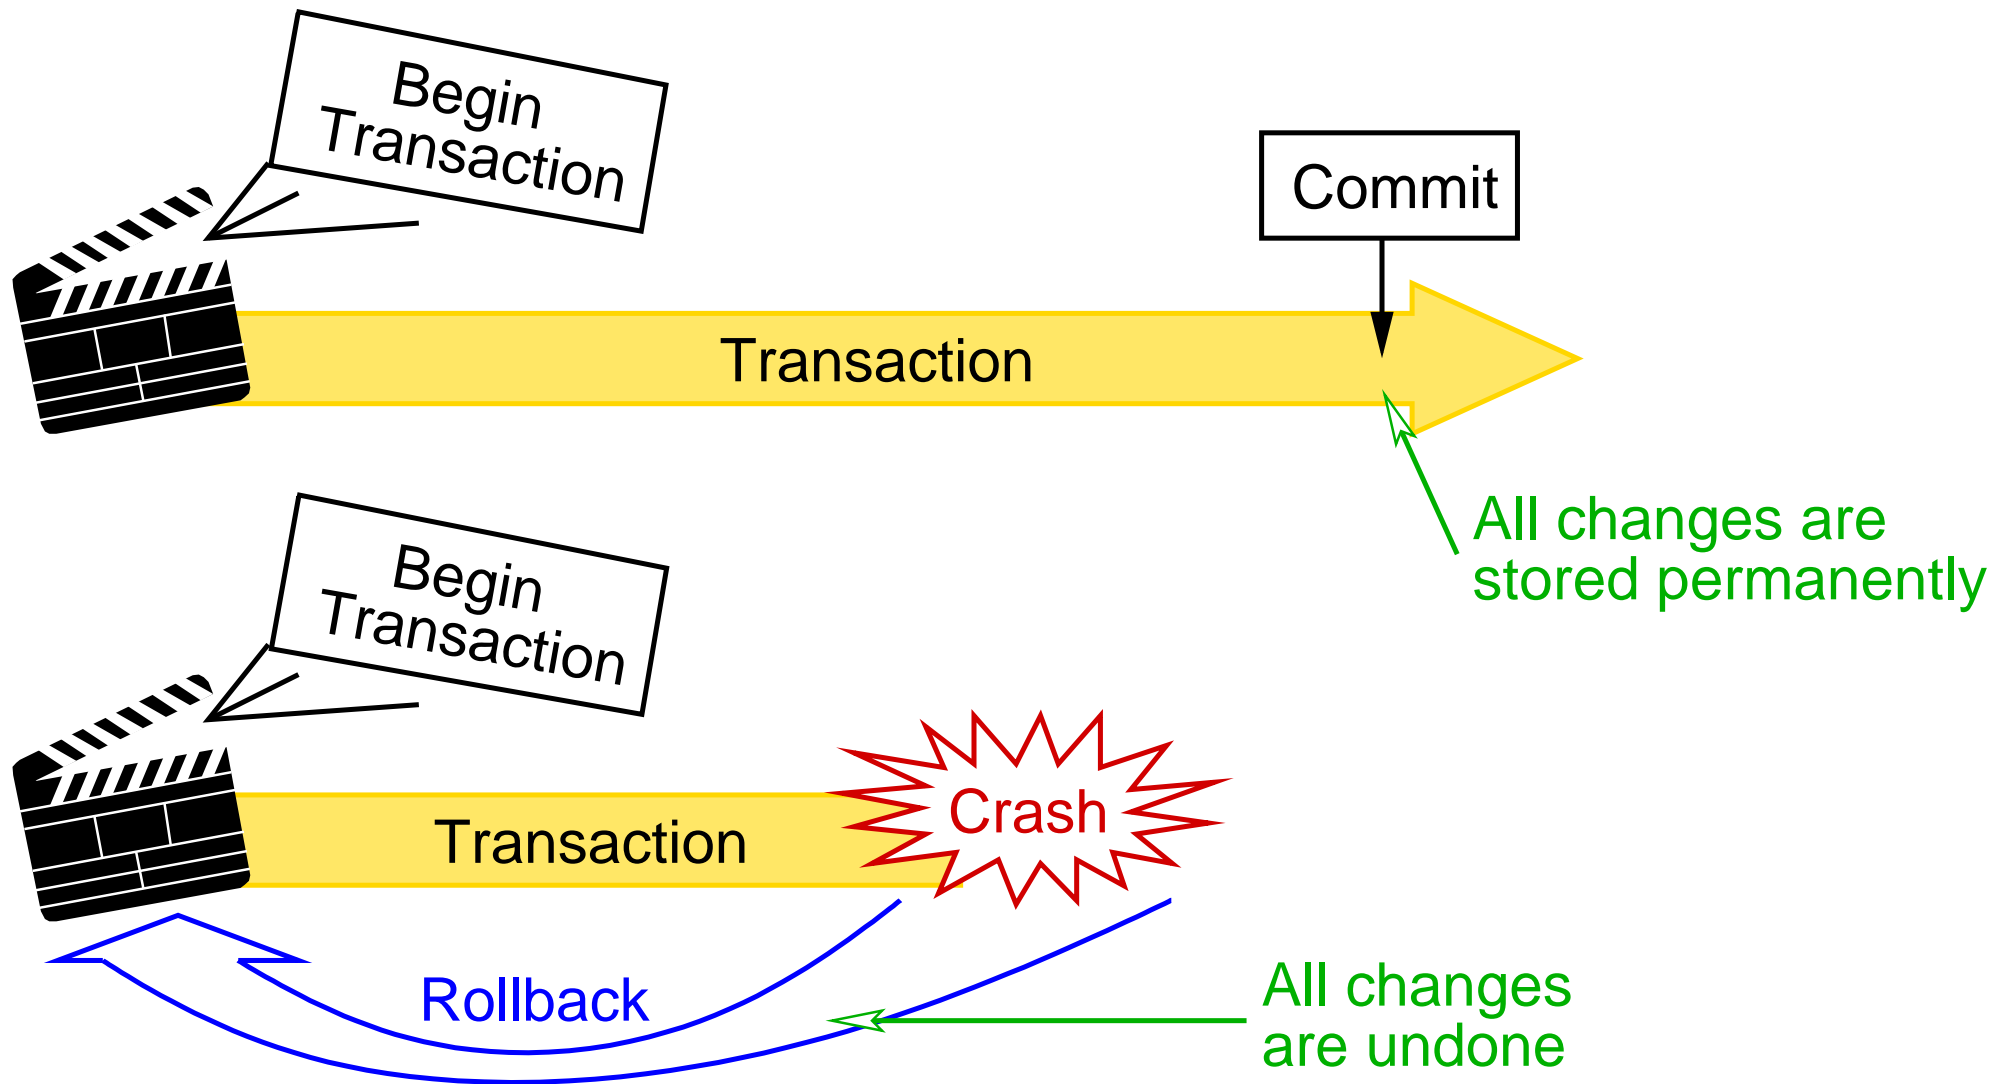 Begin
Transaction
Commit
Transaction
All changes are
stored permanently
Begin
Transaction
Crash
Transaction
Rollback
All changes
are undone